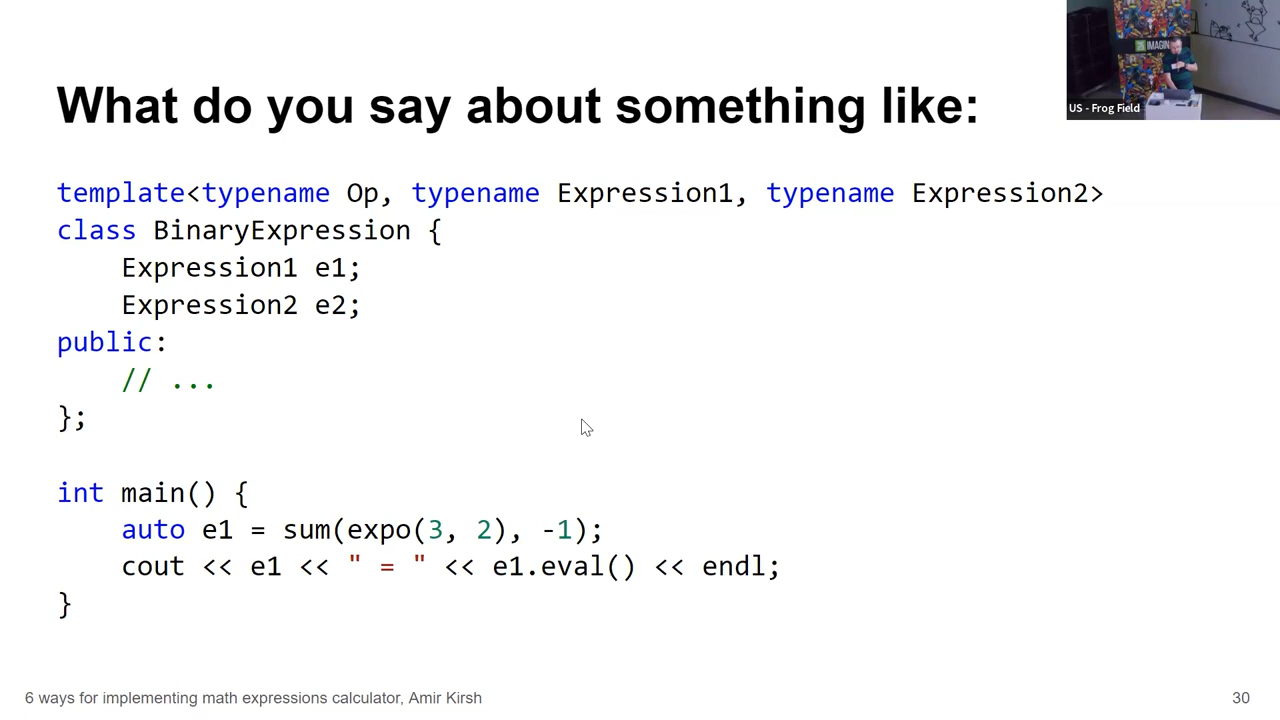 IMAGIN
US - Frog Field
What do you say about something like:
template<typename Op, typename Expression1, typename Expression2>
class BinaryExpression {
    Expression1 e1;
    Expression2 e2;
public:
    // ...
};
int main() {
    auto e1 = sum(expo(3, 2), -1);
    cout << e1 << " = " << e1.eval() << endl;
}
6 ways for implementing math expressions calculator, Amir Kirsh
30